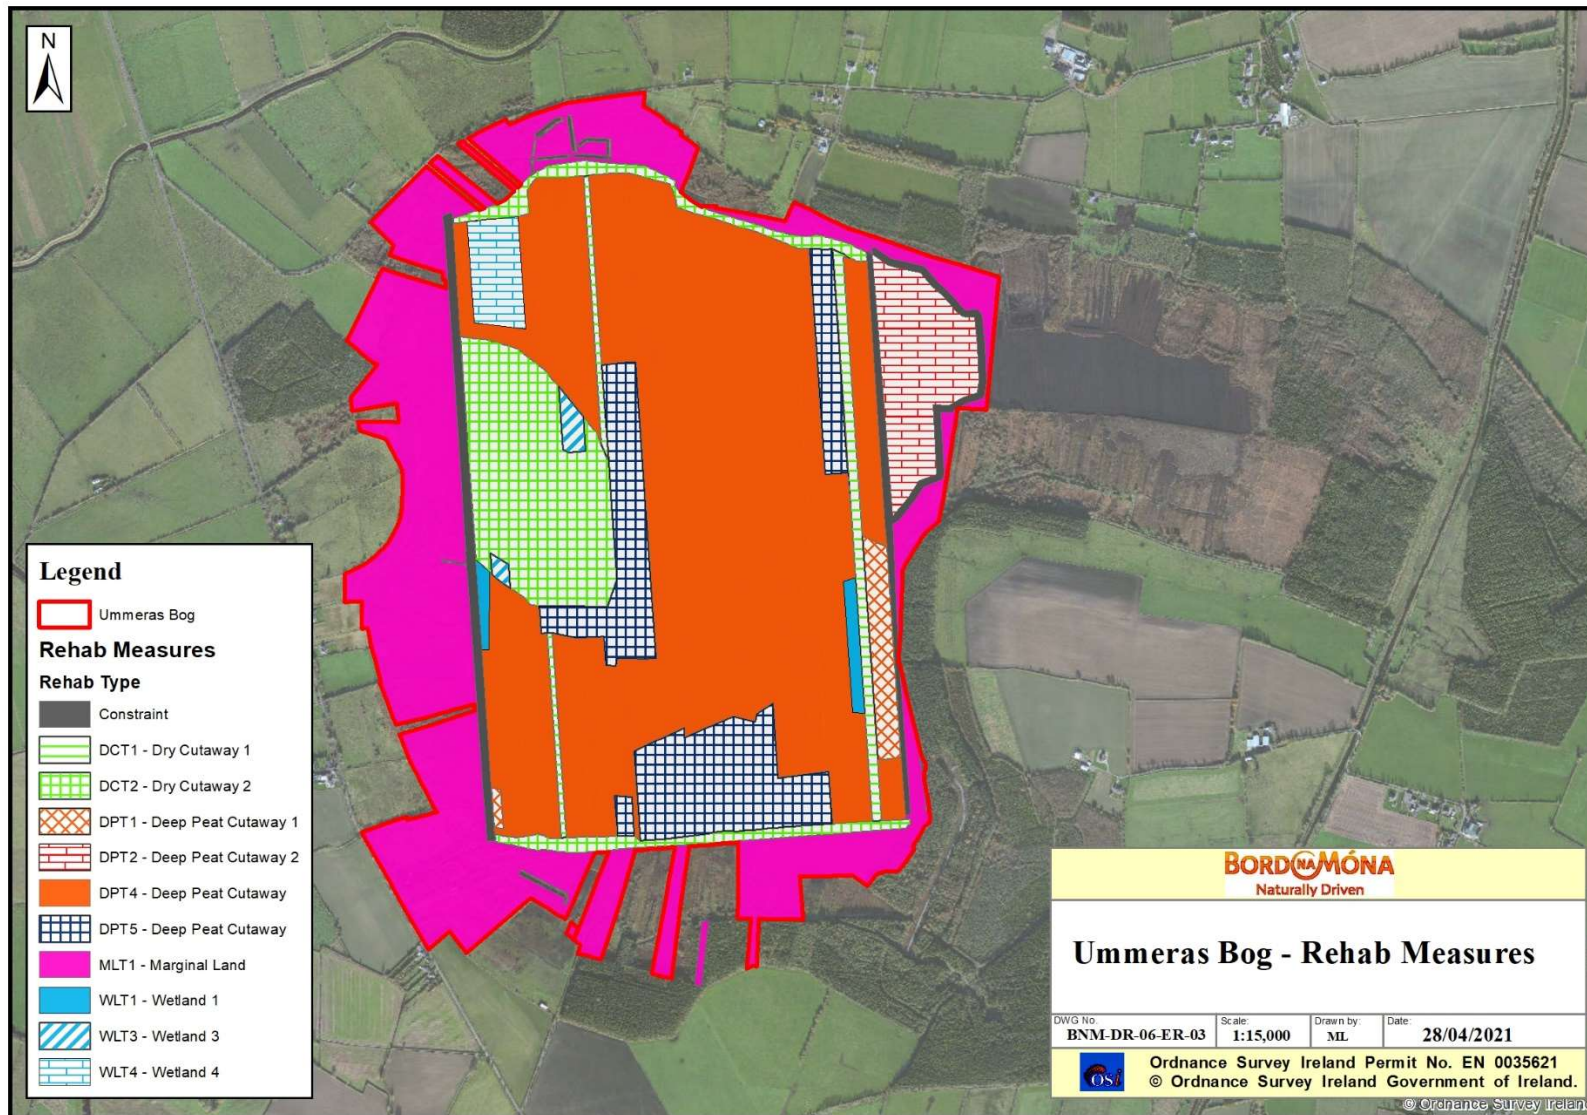 N
Legend
Ummeras Bog
Rehab Measures
Rehab Type
Constraint
DCT1 - Dry Cutaway 1
DCT2 - Dry Cutaway 2
DPT1 - Deep Peat Cutaway 1
DPT2 - Deep Peat Cutaway 2
DPT4 - Deep Peat Cutaway
DPT5 - Deep Peat Cutaway
MLT1 - Marginal Land
WLT1 - Wetland 1
WLT3 - Wetland 3
WLT4 - Wetland 4
BORD NA MÓNA
Naturally Driven
Ummeras Bog - Rehab Measures
DWG No. Scale: Drawn by: Date:
BNM-DR-06-ER-03 1:15,000 ML 28/04/2021
OSi
Ordnance Survey Ireland Permit No. EN 0035621
© Ordnance Survey Ireland Government of Ireland.
© Ordnance Survey Ireland